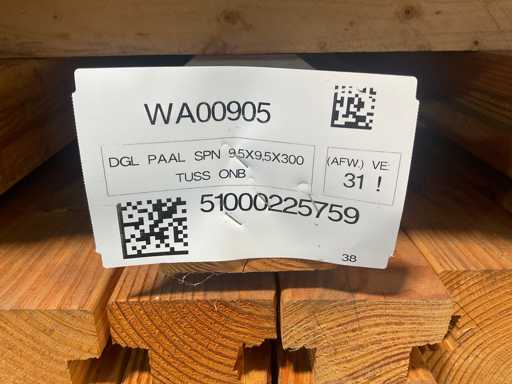 WA00905
DGL PAAL SPN 9.5X9.5X300
TUSS ONB
(AFW.) VE:
31 !
51000225759
38